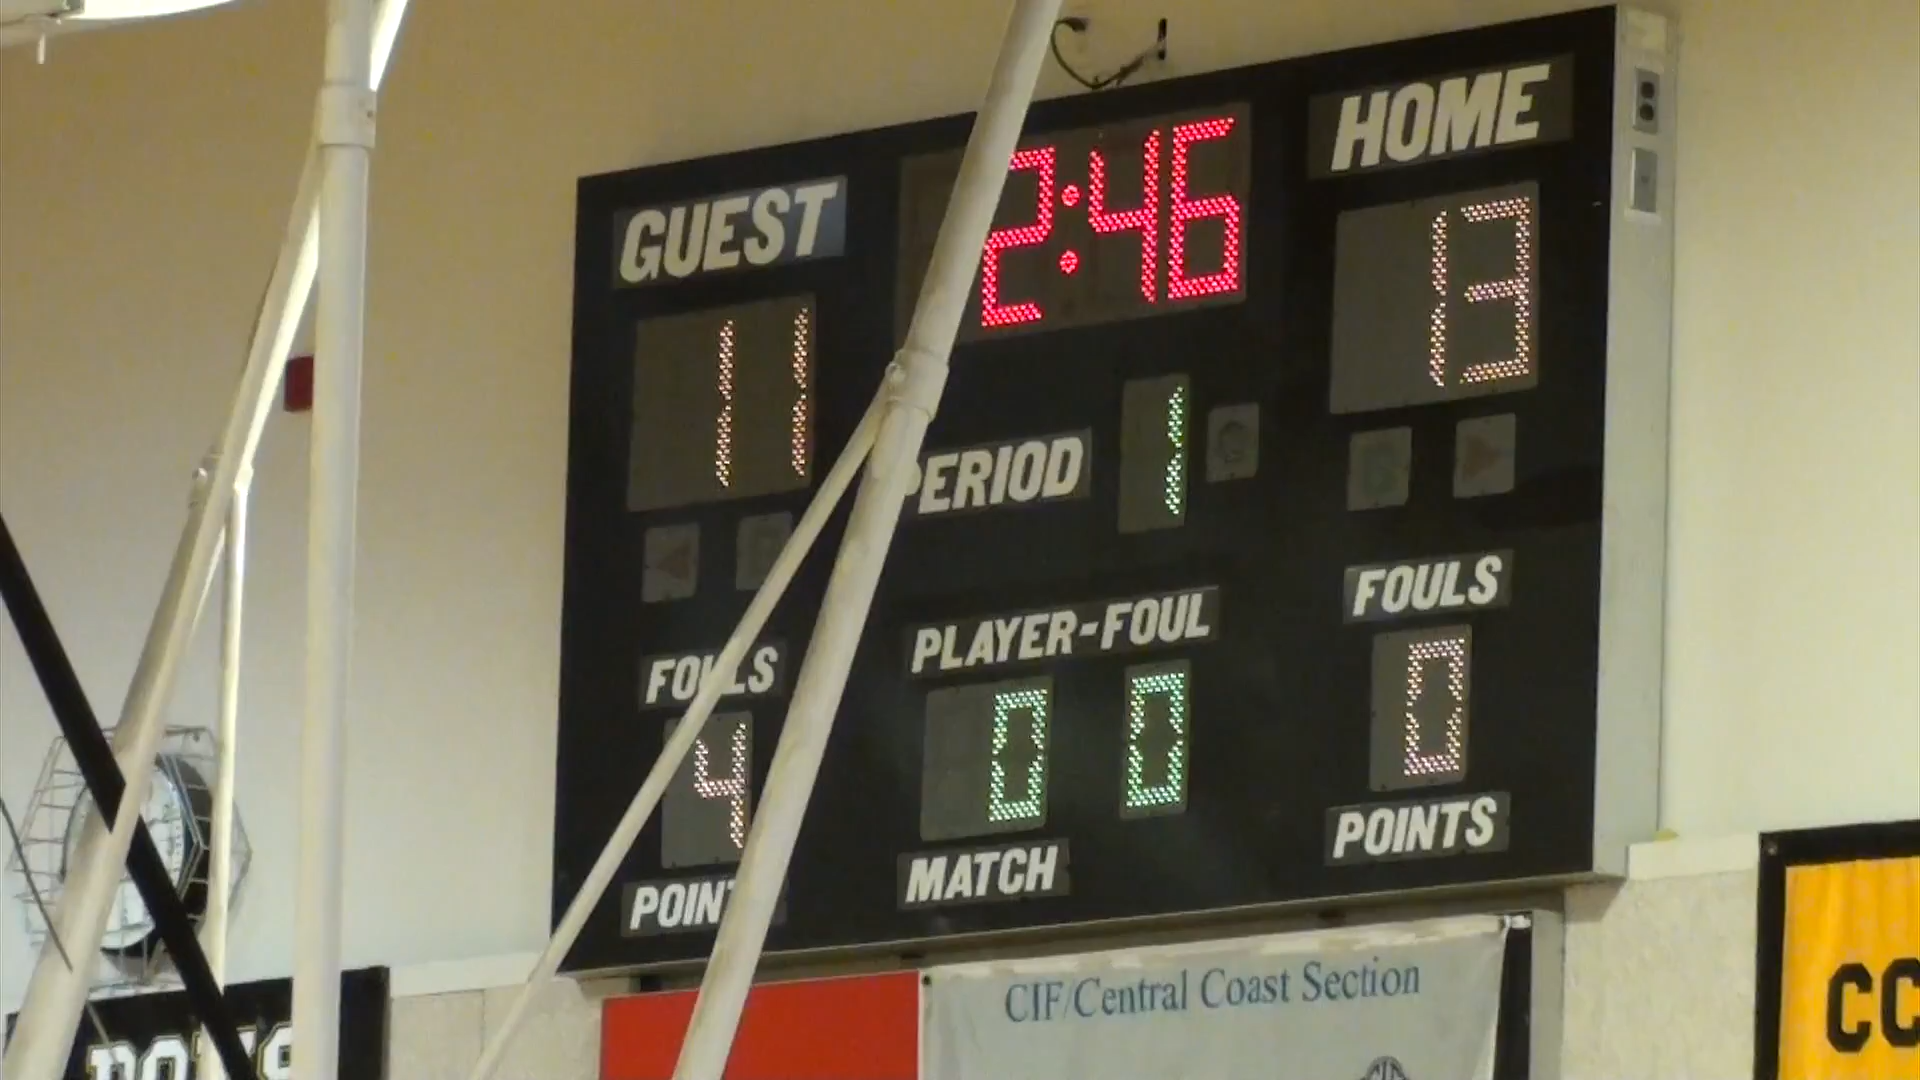 GUEST 2:46 HOME
11 13
PERIOD 1
FOULS PLAYER-FOUL FOULS
4 0 0 0
POINT MATCH POINTS
CIF/Central Coast Section
CC